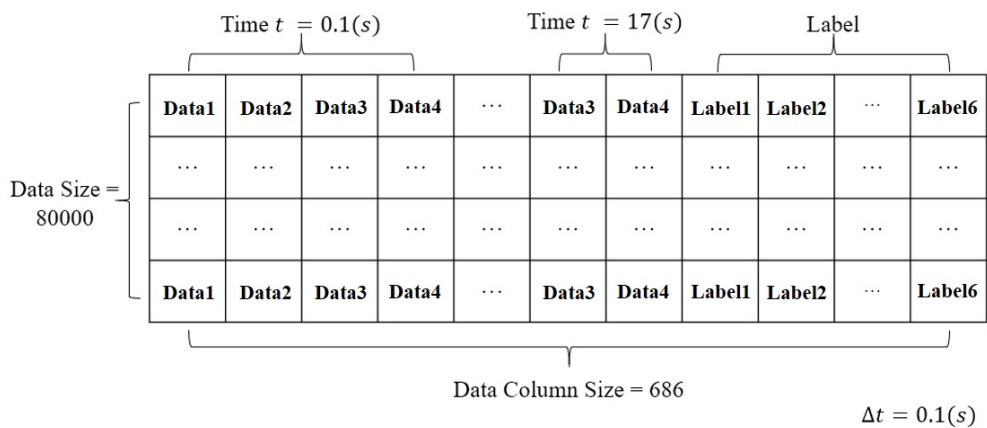 Time t = 0.1(s) Time t = 17(s) Label
Data1 Data2 Data3 Data4 ... Data3 Data4 Label1 Label2 ... Label6
... ... ... ... ... ... ... ... ... ... ...
Data Size =
80000
... ... ... ... ... ... ... ... ... ... ...
Data1 Data2 Data3 Data4 ... Data3 Data4 Label1 Label2 ... Label6
Data Column Size = 686
Δt = 0.1(s)